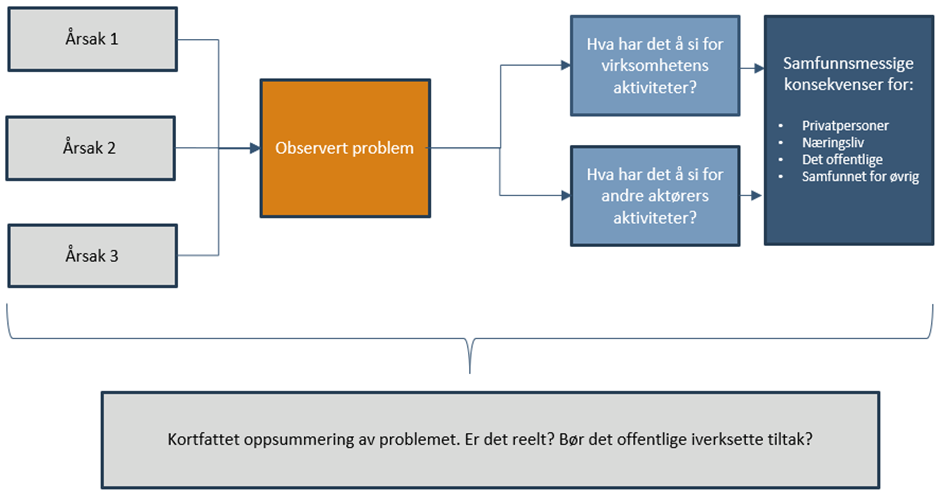 Årsak 1
Årsak 2
Årsak 3
Observert problem
Hva har det å si for
virksomhetens
aktiviteter?
Hva har det å si for
andre aktørers
aktiviteter?
Samfunnsmessige
konsekvenser for:
• Privatpersoner
• Næringsliv
• Det offentlige
• Samfunnet for øvrig
Kortfattet oppsummering av problemet. Er det reelt? Bør det offentlige iverksette tiltak?